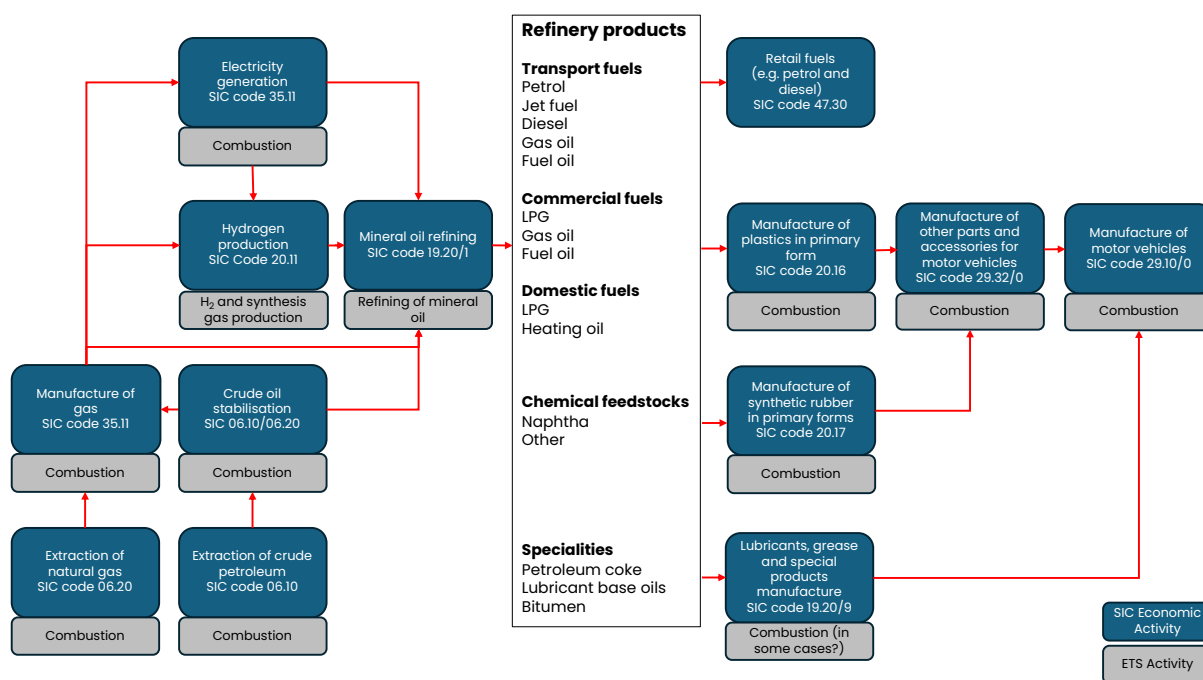 Electricity
generation
SIC code 35.11
Combustion
Hydrogen
production
SIC Code 20.11
H₂ and synthesis
gas production
Mineral oil refining
SIC code 19.20/1
Refining of mineral
oil
Manufacture of
gas
SIC code 35.11
Combustion
Crude oil
stabilisation
SIC 06.10/06.20
Combustion
Extraction of
natural gas
SIC code 06.20
Combustion
Extraction of crude
petroleum
SIC code 06.10
Combustion
Refinery products
Transport fuels
Petrol
Jet fuel
Diesel
Gas oil
Fuel oil
Commercial fuels
LPG
Gas oil
Fuel oil
Domestic fuels
LPG
Heating oil
Chemical feedstocks
Naphtha
Other
Specialities
Petroleum coke
Lubricant base oils
Bitumen
Retail fuels
(e.g. petrol and
diesel)
SIC code 47.30
Manufacture of
plastics in primary
form
SIC code 20.16
Combustion
Manufacture of
other parts and
accessories for
motor vehicles
SIC code 29.32/0
Combustion
Manufacture of
motor vehicles
SIC code 29.10/0
Combustion
Manufacture of
synthetic rubber
in primary forms
SIC code 20.17
Combustion
Lubricants, grease
and special
products
manufacture
SIC code 19.20/9
Combustion (in
some cases?)
SIC Economic
Activity
ETS Activity